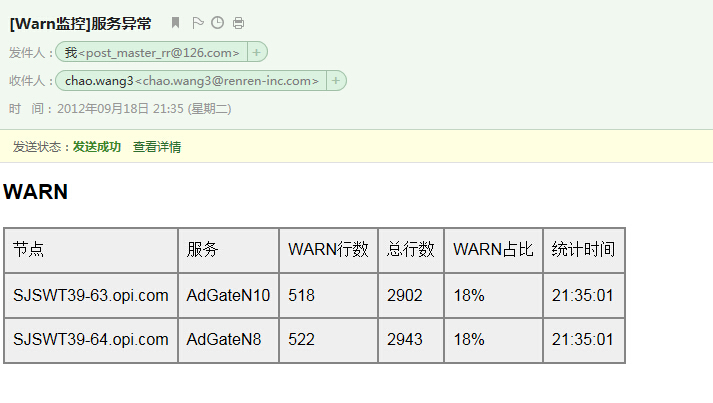 [Warn监控]服务异常
发件人：我<post_master_rr@126.com> +
收件人：chao.wang3<chao.wang3@renren-inc.com> +
时 间：2012年09月18日 21:35 (星期二)
发送状态：发送成功 查看详情
WARN
节点 服务 WARN行数 总行数 WARN占比 统计时间
SJSWT39-63.opi.com AdGateN10 518 2902 18% 21:35:01
SJSWT39-64.opi.com AdGateN8 522 2943 18% 21:35:01